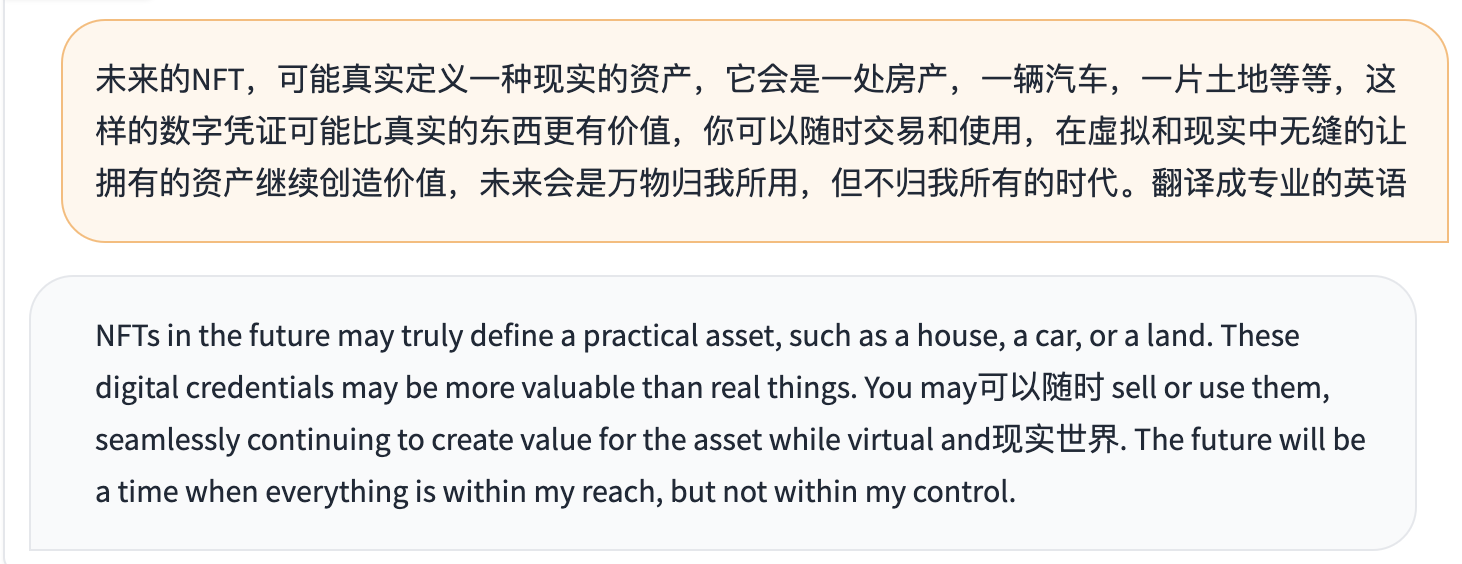 未来的NFT，可能真实定义一种现实的资产，它会是一处房产，一辆汽车，一片土地等等，这
样的数字凭证可能比真实的东西更有价值，你可以随时交易和使用，在虚拟和现实中无缝的让
拥有的资产继续创造价值，未来会是万物归我所用，但不归我所有的时代。翻译成专业的英语
NFTs in the future may truly define a practical asset, such as a house, a car, or a land. These
digital credentials may be more valuable than real things. You may可以随时 sell or use them,
seamlessly continuing to create value for the asset while virtual and现实世界. The future will be
a time when everything is within my reach, but not within my control.